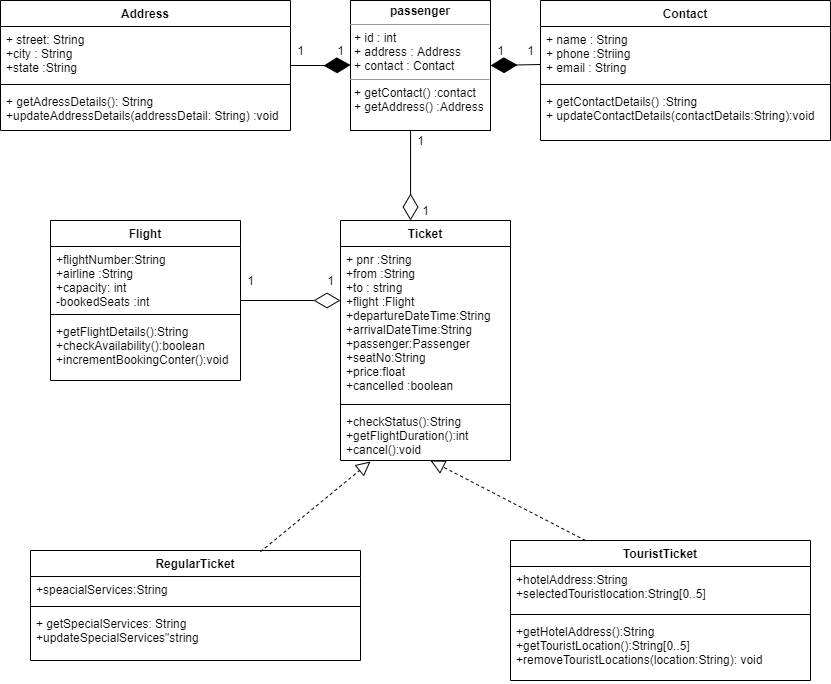 Address
+ street: String
+city : String
+state :String
+ getAdressDetails(): String
+updateAddressDetails(addressDetail: String) :void
1
1
passenger
+ id : int
+ address : Address
+ contact : Contact
+ getContact() :contact
+ getAddress() :Address
1
1
Contact
+ name : String
+ phone :Striing
+ email : String
+ getContactDetails() :String
+ updateContactDetails(contactDetails:String):void
1
1
Flight
+flightNumber:String
+airline :String
+capacity: int
-bookedSeats :int
+getFlightDetails():String
+checkAvailability():boolean
+incrementBookingConter():void
1
1
Ticket
+ pnr :String
+from :String
+to : string
+flight :Flight
+departureDateTime:String
+arrivalDateTime:String
+passenger:Passenger
+seatNo:String
+price:float
+cancelled :boolean
+checkStatus():String
+getFlightDuration():int
+cancel():void
RegularTicket
+speacialServices:String
+ getSpecialServices: String
+updateSpecialServices"string
TouristTicket
+hotelAddress:String
+selectedTouristlocation:String[0..5]
+getHotelAddress():String
+getTouristLocation():String[0..5]
+removeTouristLocations(location:String): void